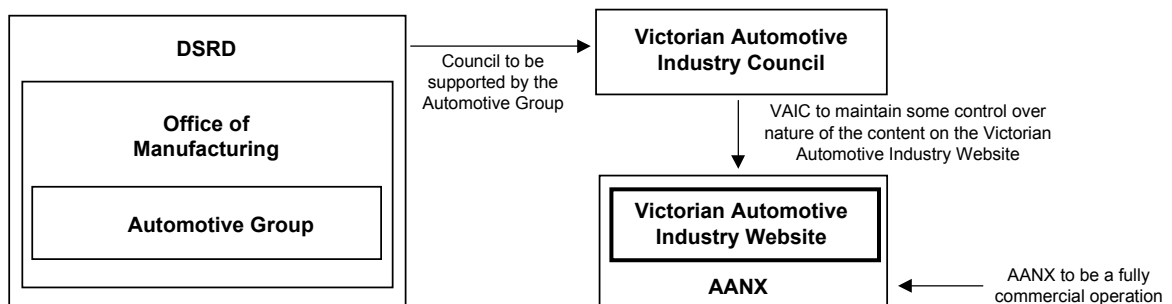 DSRD
Office of
Manufacturing
Automotive Group
Council to be
supported by the
Automotive Group
Victorian Automotive
Industry Council
VAIC to maintain some control over
nature of the content on the Victorian
Automotive Industry Website
Victorian Automotive
Industry Website
AANX
AANX to be a fully
commercial operation